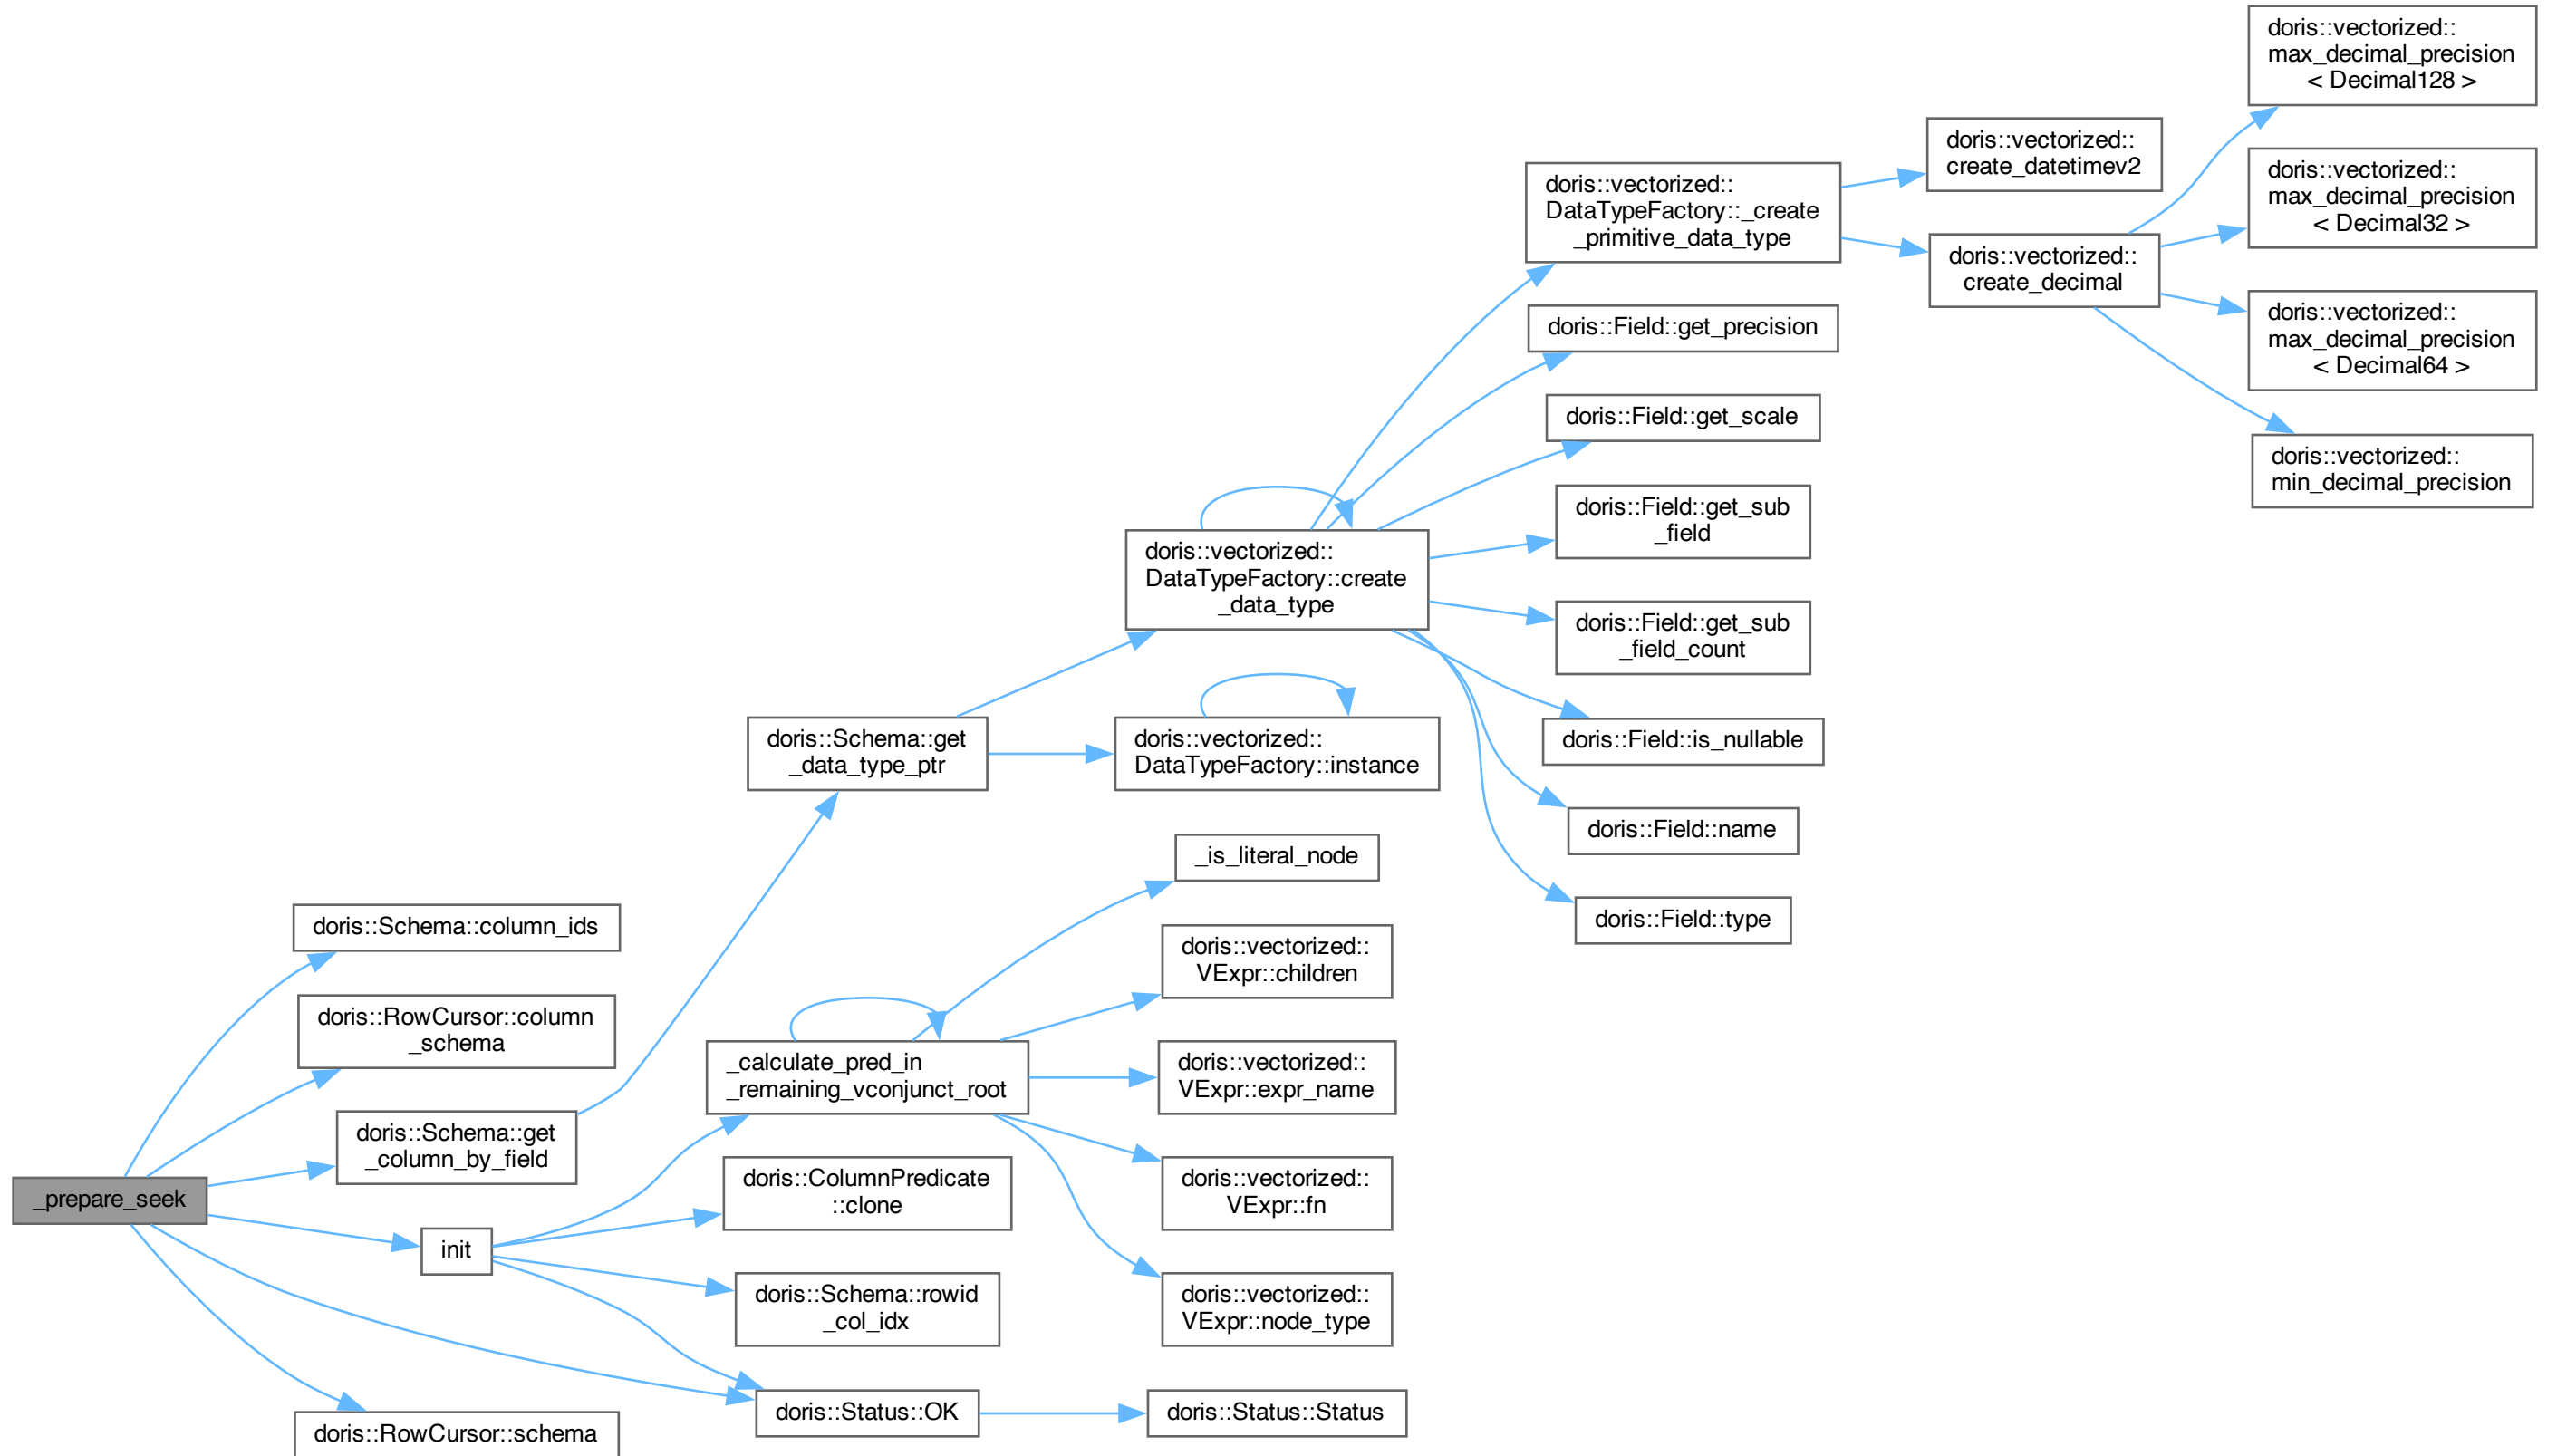 _prepare_seek
doris::Schema::column_ids
doris::RowCursor::column
_schema
doris::Schema::get
_column_by_field
init
doris::RowCursor::schema
doris::Schema::get
_data_type_ptr
_calculate_pred_in
_remaining_vconjunct_root
doris::ColumnPredicate
::clone
doris::Schema::rowid
_col_idx
doris::Status::OK
doris::vectorized::
DataTypeFactory::create
_data_type
doris::vectorized::
DataTypeFactory::instance
_is_literal_node
doris::vectorized::
VExpr::children
doris::vectorized::
VExpr::expr_name
doris::vectorized::
VExpr::fn
doris::vectorized::
VExpr::node_type
doris::Status::Status
doris::vectorized::
DataTypeFactory::_create
_primitive_data_type
doris::Field::get_precision
doris::Field::get_scale
doris::Field::get_sub
_field
doris::Field::get_sub
_field_count
doris::Field::is_nullable
doris::Field::name
doris::Field::type
doris::vectorized::
create_datetimev2
doris::vectorized::
create_decimal
doris::vectorized::
max_decimal_precision
< Decimal128 >
doris::vectorized::
max_decimal_precision
< Decimal32 >
doris::vectorized::
max_decimal_precision
< Decimal64 >
doris::vectorized::
min_decimal_precision